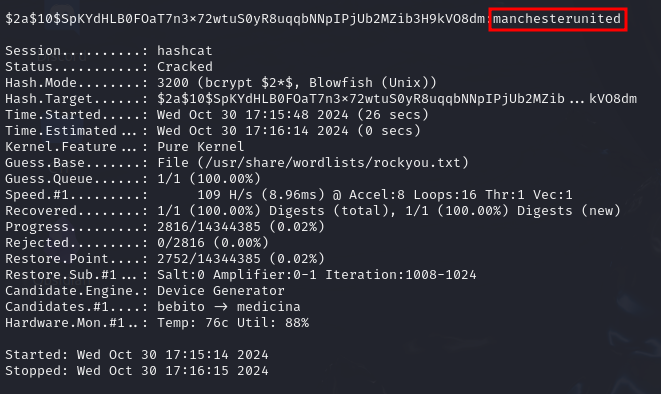 $2a$10$SpKYdHLB0FOaT7n3x72wtuS0yR8uqqbNNpIPjUb2MZib3H9kVO8dm:manchesterunited
Session..........: hashcat
Status...........: Cracked
Hash.Mode........: 3200 (bcrypt $2*$, Blowfish (Unix))
Hash.Target......: $2a$10$SpKYdHLB0FOaT7n3x72wtuS0yR8uqqbNNpIPjUb2MZib...kVO8dm
Time.Started.....: Wed Oct 30 17:15:48 2024 (26 secs)
Time.Estimated...: Wed Oct 30 17:16:14 2024 (0 secs)
Kernel.Feature...: Pure Kernel
Guess.Base.......: File (/usr/share/wordlists/rockyou.txt)
Guess.Queue......: 1/1 (100.00%)
Speed.#1.........:      109 H/s (8.96ms) @ Accel:8 Loops:16 Thr:1 Vec:1
Recovered........: 1/1 (100.00%) Digests (total), 1/1 (100.00%) Digests (new)
Progress.........: 2816/14344385 (0.02%)
Rejected.........: 0/2816 (0.00%)
Restore.Point....: 2752/14344385 (0.02%)
Restore.Sub.#1...: Salt:0 Amplifier:0-1 Iteration:1008-1024
Candidate.Engine.: Device Generator
Candidates.#1....: bebito -> medicina
Hardware.Mon.#1..: Temp: 76c Util: 88%
Started: Wed Oct 30 17:15:14 2024
Stopped: Wed Oct 30 17:16:15 2024